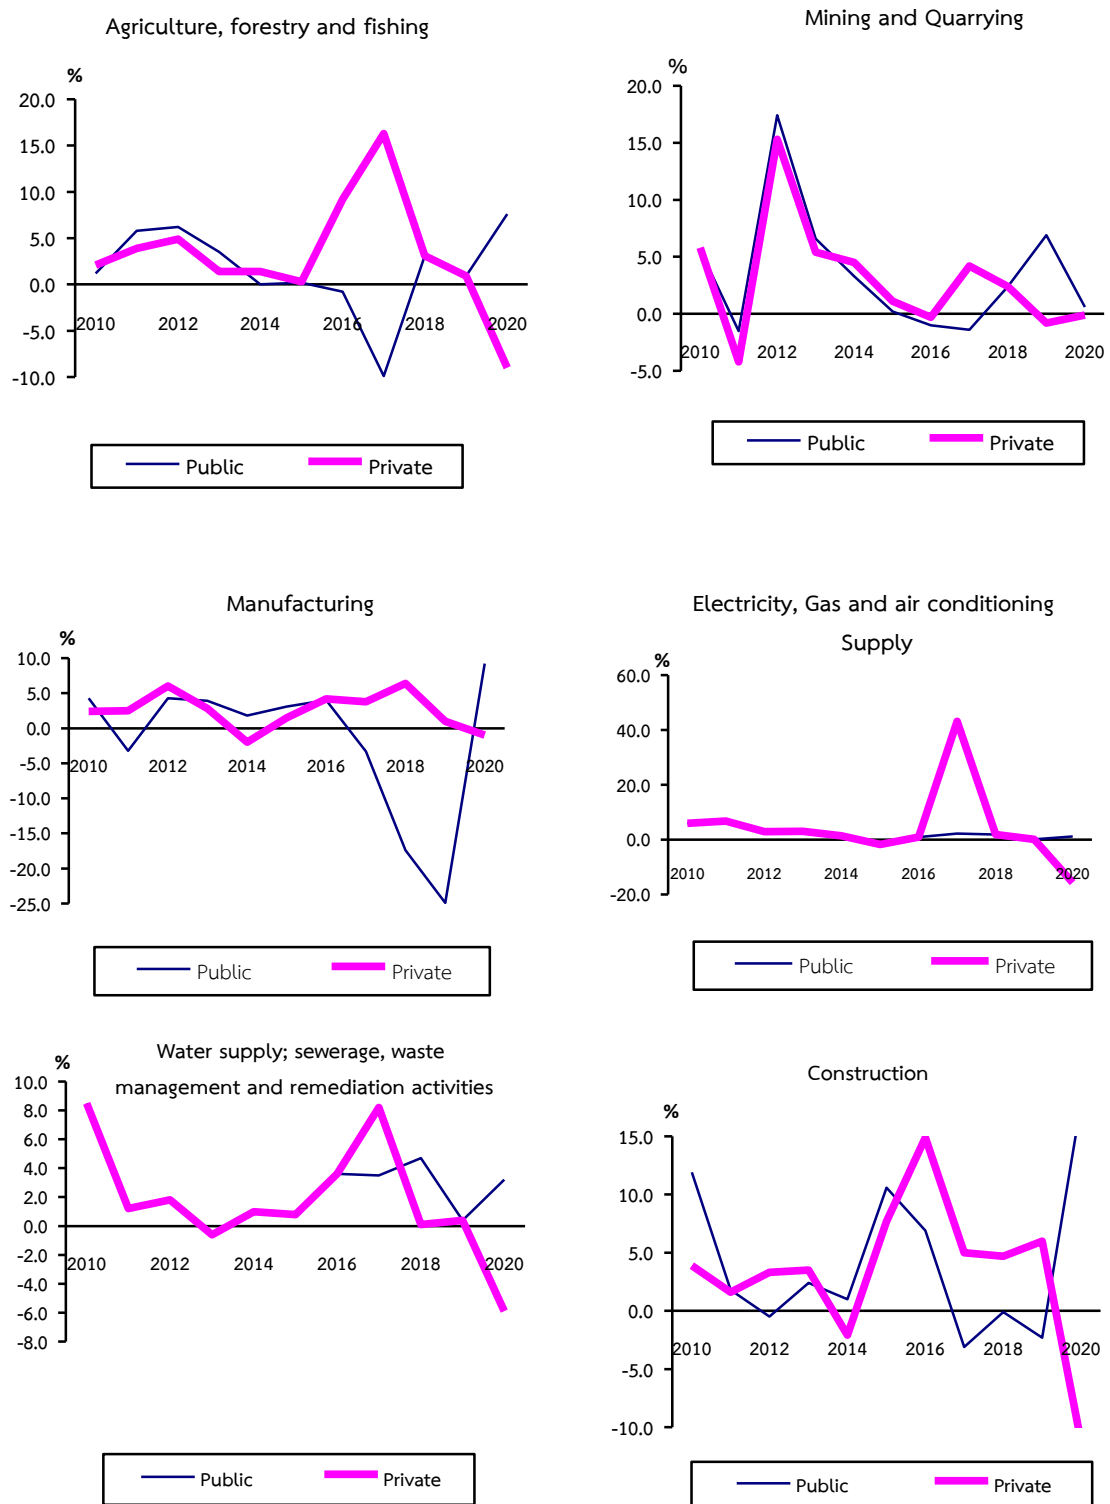 Agriculture, forestry and fishing
%
20.0
15.0
10.0
5.0
0.0
-5.0
-10.0
2010 2012 2014 2016 2018 2020
Public Private
Mining and Quarrying
%
20.0
15.0
10.0
5.0
0.0
-5.0
2010 2012 2014 2016 2018 2020
Public Private
Manufacturing
%
10.0
5.0
0.0
-5.0
-10.0
-15.0
-20.0
-25.0
2010 2012 2014 2016 2018 2020
Public Private
Electricity, Gas and air conditioning
Supply
%
60.0
40.0
20.0
0.0
-20.0
2010 2012 2014 2016 2018 2020
Public Private
Water supply; sewerage, waste
management and remediation activities
%
10.0
8.0
6.0
4.0
2.0
0.0
-2.0
-4.0
-6.0
-8.0
2010 2012 2014 2016 2018 2020
Public Private
Construction
%
15.0
10.0
5.0
0.0
-5.0
-10.0
2010 2012 2014 2016 2018 2020
Public Private